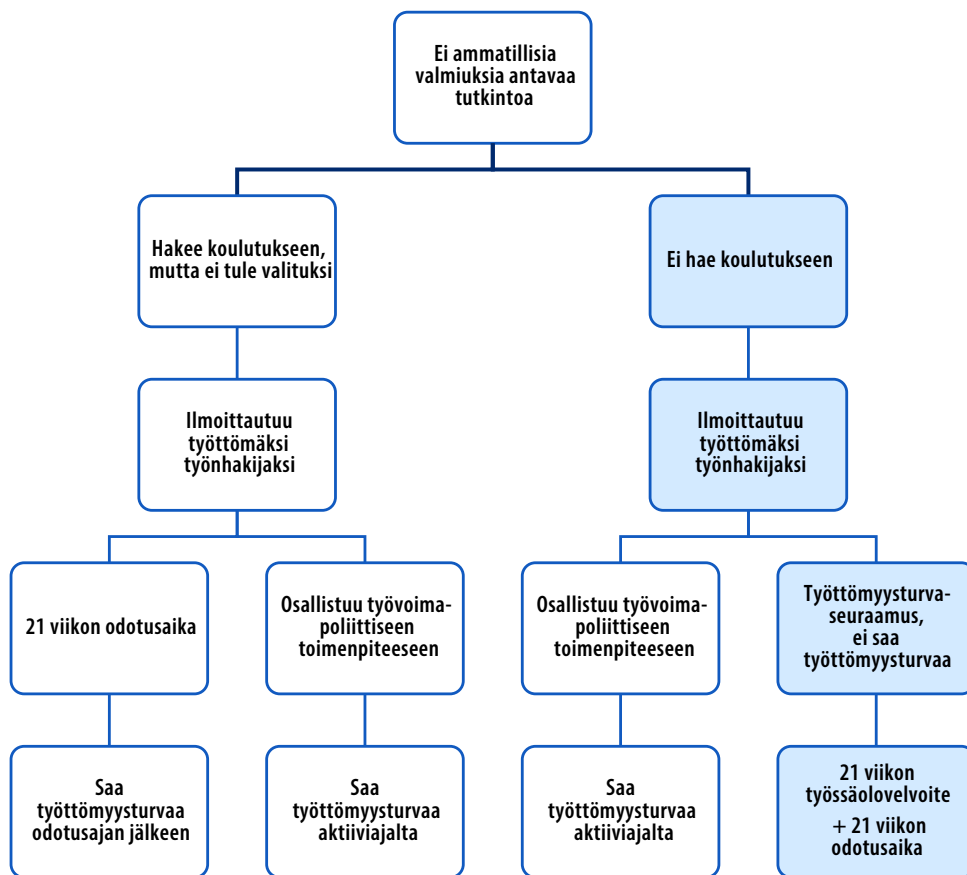 Ei ammatillisia
valmiuksia antavaa
tutkintoa
Hakee koulutukseen,
mutta ei tule valituksi
Ei hae koulutukseen
Ilmoittautuu
työttömäksi
työnhakijaksi
Ilmoittautuu
työttömäksi
työnhakijaksi
21 viikon odotusaika
Osallistuu työvoima-
poliittiseen
toimenpiteeseen
Osallistuu työvoima-
poliittiseen
toimenpiteeseen
Työttömyysturva-
seuraamus,
ei saa
työttömyysturvaa
Saa
työttömyysturvaa
odotusajan jälkeen
Saa
työttömyysturvaa
aktiiviajalta
Saa
työttömyysturvaa
aktiiviajalta
21 viikon
työssäolovelvoite
+ 21 viikon
odotusaika